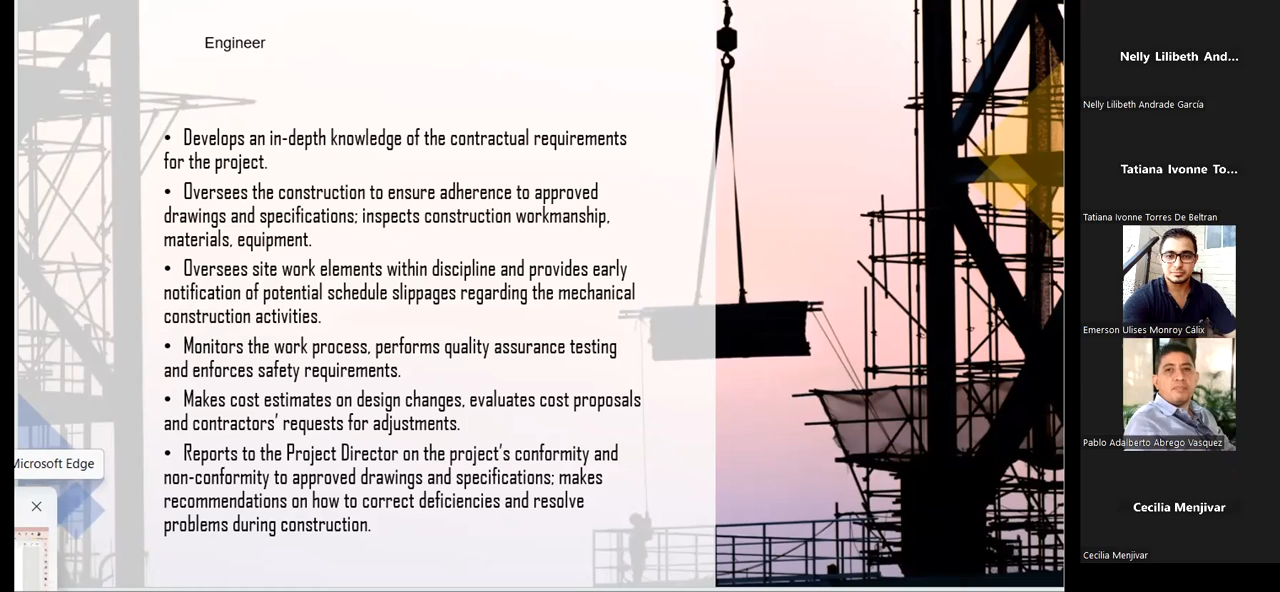 Engineer
• Develops an in-depth knowledge of the contractual requirements
for the project.
• Oversees the construction to ensure adherence to approved
drawings and specifications; inspects construction workmanship,
materials, equipment.
• Oversees site work elements within discipline and provides early
notification of potential schedule slippages regarding the mechanical
construction activities.
• Monitors the work process, performs quality assurance testing
and enforces safety requirements.
• Makes cost estimates on design changes, evaluates cost proposals
and contractors' requests for adjustments.
• Reports to the Project Director on the project's conformity and
non-conformity to approved drawings and specifications; makes
recommendations on how to correct deficiencies and resolve
problems during construction.
Microsoft Edge
Nelly Lilibeth And...
Nelly Lilibeth Andrade García
Tatiana Ivonne To...
Tatiana Ivonne Torres De Beltran
Emerson Ulises Monroy Cálix
Pablo Adalberto Abrego Vasquez
Cecilia Menjivar
Cecilia Menjivar